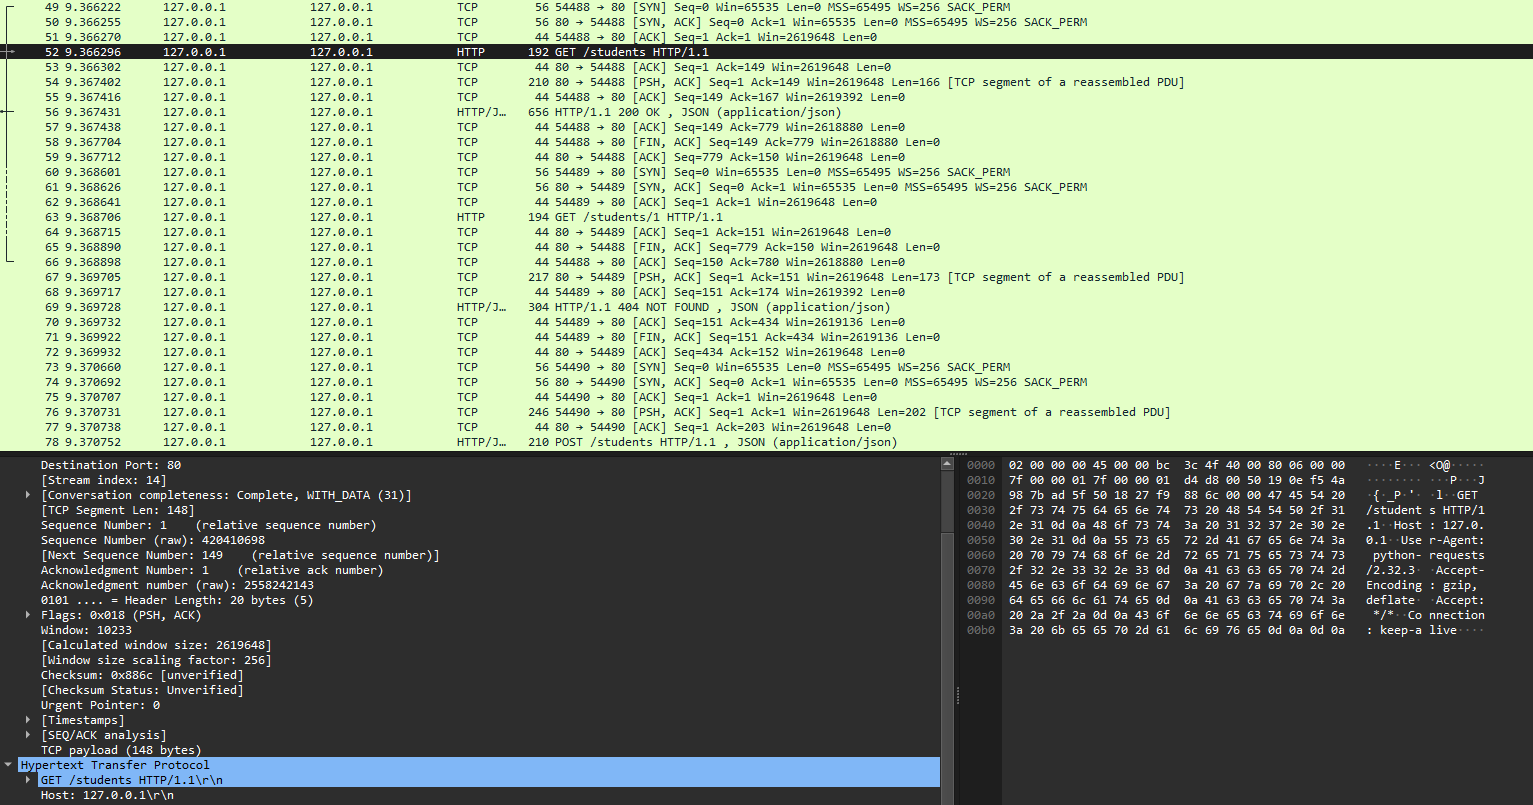 49 9.366222 127.0.0.1 127.0.0.1 TCP 56 54488 → 80 [SYN] Seq=0 Win=65535 Len=0 MSS=65495 WS=256 SACK_PERM
50 9.366255 127.0.0.1 127.0.0.1 TCP 56 80 → 54488 [SYN, ACK] Seq=0 Ack=1 Win=65535 Len=0 MSS=65495 WS=256 SACK_PERM
51 9.366270 127.0.0.1 127.0.0.1 TCP 44 54488 → 80 [ACK] Seq=1 Ack=1 Win=2619648 Len=0
52 9.366296 127.0.0.1 127.0.0.1 HTTP 192 GET /students HTTP/1.1
53 9.366302 127.0.0.1 127.0.0.1 TCP 44 80 → 54488 [ACK] Seq=1 Ack=149 Win=2619648 Len=0
54 9.367402 127.0.0.1 127.0.0.1 TCP 210 80 → 54488 [PSH, ACK] Seq=1 Ack=149 Win=2619648 Len=166 [TCP segment of a reassembled PDU]
55 9.367416 127.0.0.1 127.0.0.1 TCP 44 54488 → 80 [ACK] Seq=149 Ack=167 Win=2619392 Len=0
56 9.367431 127.0.0.1 127.0.0.1 HTTP/J… 656 HTTP/1.1 200 OK , JSON (application/json)
57 9.367438 127.0.0.1 127.0.0.1 TCP 44 54488 → 80 [ACK] Seq=149 Ack=779 Win=2618880 Len=0
58 9.367704 127.0.0.1 127.0.0.1 TCP 44 54488 → 80 [FIN, ACK] Seq=149 Ack=779 Win=2618880 Len=0
59 9.367712 127.0.0.1 127.0.0.1 TCP 44 80 → 54488 [ACK] Seq=779 Ack=150 Win=2619648 Len=0
60 9.368601 127.0.0.1 127.0.0.1 TCP 56 54489 → 80 [SYN] Seq=0 Win=65535 Len=0 MSS=65495 WS=256 SACK_PERM
61 9.368626 127.0.0.1 127.0.0.1 TCP 56 80 → 54489 [SYN, ACK] Seq=0 Ack=1 Win=65535 Len=0 MSS=65495 WS=256 SACK_PERM
62 9.368641 127.0.0.1 127.0.0.1 TCP 44 54489 → 80 [ACK] Seq=1 Ack=1 Win=2619648 Len=0
63 9.368706 127.0.0.1 127.0.0.1 HTTP 194 GET /students/1 HTTP/1.1
64 9.368715 127.0.0.1 127.0.0.1 TCP 44 80 → 54489 [ACK] Seq=1 Ack=151 Win=2619648 Len=0
65 9.368890 127.0.0.1 127.0.0.1 TCP 44 80 → 54488 [FIN, ACK] Seq=779 Ack=150 Win=2619648 Len=0
66 9.368898 127.0.0.1 127.0.0.1 TCP 44 54488 → 80 [ACK] Seq=150 Ack=780 Win=2618880 Len=0
67 9.369705 127.0.0.1 127.0.0.1 TCP 217 80 → 54489 [PSH, ACK] Seq=1 Ack=151 Win=2619648 Len=173 [TCP segment of a reassembled PDU]
68 9.369717 127.0.0.1 127.0.0.1 TCP 44 54489 → 80 [ACK] Seq=151 Ack=174 Win=2619392 Len=0
69 9.369728 127.0.0.1 127.0.0.1 HTTP/J… 304 HTTP/1.1 404 NOT FOUND , JSON (application/json)
70 9.369732 127.0.0.1 127.0.0.1 TCP 44 54489 → 80 [ACK] Seq=151 Ack=434 Win=2619136 Len=0
71 9.369922 127.0.0.1 127.0.0.1 TCP 44 54489 → 80 [FIN, ACK] Seq=151 Ack=434 Win=2619136 Len=0
72 9.369932 127.0.0.1 127.0.0.1 TCP 44 80 → 54489 [ACK] Seq=434 Ack=152 Win=2619648 Len=0
73 9.370660 127.0.0.1 127.0.0.1 TCP 56 54490 → 80 [SYN] Seq=0 Win=65535 Len=0 MSS=65495 WS=256 SACK_PERM
74 9.370692 127.0.0.1 127.0.0.1 TCP 56 80 → 54490 [SYN, ACK] Seq=0 Ack=1 Win=65535 Len=0 MSS=65495 WS=256 SACK_PERM
75 9.370707 127.0.0.1 127.0.0.1 TCP 44 54490 → 80 [ACK] Seq=1 Ack=1 Win=2619648 Len=0
76 9.370731 127.0.0.1 127.0.0.1 TCP 246 54490 → 80 [PSH, ACK] Seq=1 Ack=1 Win=2619648 Len=202 [TCP segment of a reassembled PDU]
77 9.370738 127.0.0.1 127.0.0.1 TCP 44 80 → 54490 [ACK] Seq=1 Ack=203 Win=2619648 Len=0
78 9.370752 127.0.0.1 127.0.0.1 HTTP/J… 210 POST /students HTTP/1.1 , JSON (application/json)
Destination Port: 80
[Stream index: 14]
[Conversation completeness: Complete, WITH_DATA (31)]
[TCP Segment Len: 148]
Sequence Number: 1 (relative sequence number)
Sequence Number (raw): 420410698
[Next Sequence Number: 149 (relative sequence number)]
Acknowledgment Number: 1 (relative ack number)
Acknowledgment number (raw): 2558242143
0101 .... = Header Length: 20 bytes (5)
Flags: 0x018 (PSH, ACK)
Window: 10233
[Calculated window size: 2619648]
[Window size scaling factor: 256]
Checksum: 0x886c [unverified]
[Checksum Status: Unverified]
Urgent Pointer: 0
[Timestamps]
[SEQ/ACK analysis]
TCP payload (148 bytes)
Hypertext Transfer Protocol
GET /students HTTP/1.1\r\n
Host: 127.0.0.1\r\n
0000 02 00 00 00 45 00 00 bc 3c 4f 40 00 80 06 00 00 ····E··· <O@·····
0010 7f 00 00 01 7f 00 00 01 d4 d8 00 50 19 0e f5 4a ········ ···P···J
0020 98 7b ad 5f 50 18 27 f9 88 6c 00 00 47 45 54 20 ·{·_P·'· ·l··GET
0030 2f 73 74 75 64 65 6e 74 73 20 48 54 54 50 2f 31 /student s HTTP/1
0040 2e 31 0d 0a 48 6f 73 74 3a 20 31 32 37 2e 30 2e .1··Host : 127.0.
0050 30 2e 31 0d 0a 55 73 65 72 2d 41 67 65 6e 74 3a 0.1··Use r-Agent:
0060 20 70 79 74 68 6f 6e 2d 72 65 71 75 65 73 74 73 python- requests
0070 2f 32 2e 33 32 2e 33 0d 0a 41 63 63 65 70 74 2d /2.32.3· ·Accept-
0080 45 6e 63 6f 64 69 6e 67 3a 20 67 7a 69 70 2c 20 Encoding : gzip,
0090 64 65 66 6c 61 74 65 0d 0a 41 63 63 65 70 74 3a deflate· ·Accept:
00a0 20 2a 2f 2a 0d 0a 43 6f 6e 6e 65 63 74 69 6f 6e */*··Co nnection
00b0 3a 20 6b 65 65 70 2d 61 6c 69 76 65 0d 0a 0d 0a : keep-a live····